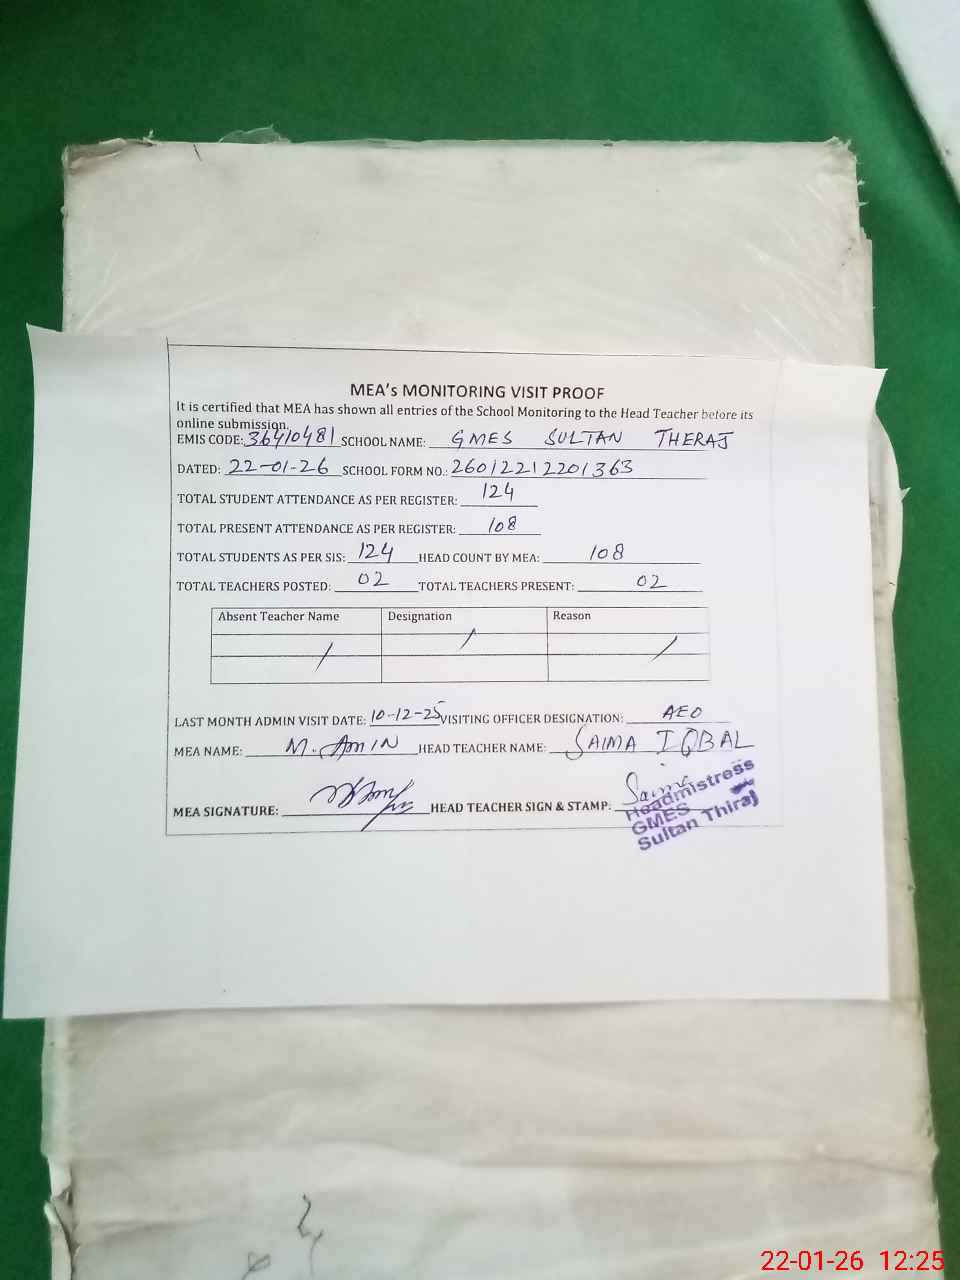 MEA's MONITORING VISIT PROOF
It is certified that MEA has shown all entries of the School Monitoring to the Head Teacher before its
online submission.
EMIS CODE: 36410481 SCHOOL NAME: GMES SULTAN THERAJ
DATED: 22-01-26 SCHOOL FORM NO.: 26012212201363
TOTAL STUDENT ATTENDANCE AS PER REGISTER: 124
TOTAL PRESENT ATTENDANCE AS PER REGISTER: 108
TOTAL STUDENTS AS PER SIS: 124 HEAD COUNT BY MEA: 108
TOTAL TEACHERS POSTED: 02 TOTAL TEACHERS PRESENT: 02
Absent Teacher Name Designation Reason
/ / /
LAST MONTH ADMIN VISIT DATE: 10-12-25 VISITING OFFICER DESIGNATION: AEO
MEA NAME: M. AMIN HEAD TEACHER NAME: SAIMA IQBAL
MEA SIGNATURE: HEAD TEACHER SIGN & STAMP: Saima
Headmistress
GMES
Sultan Thiraj
22-01-26 12:25